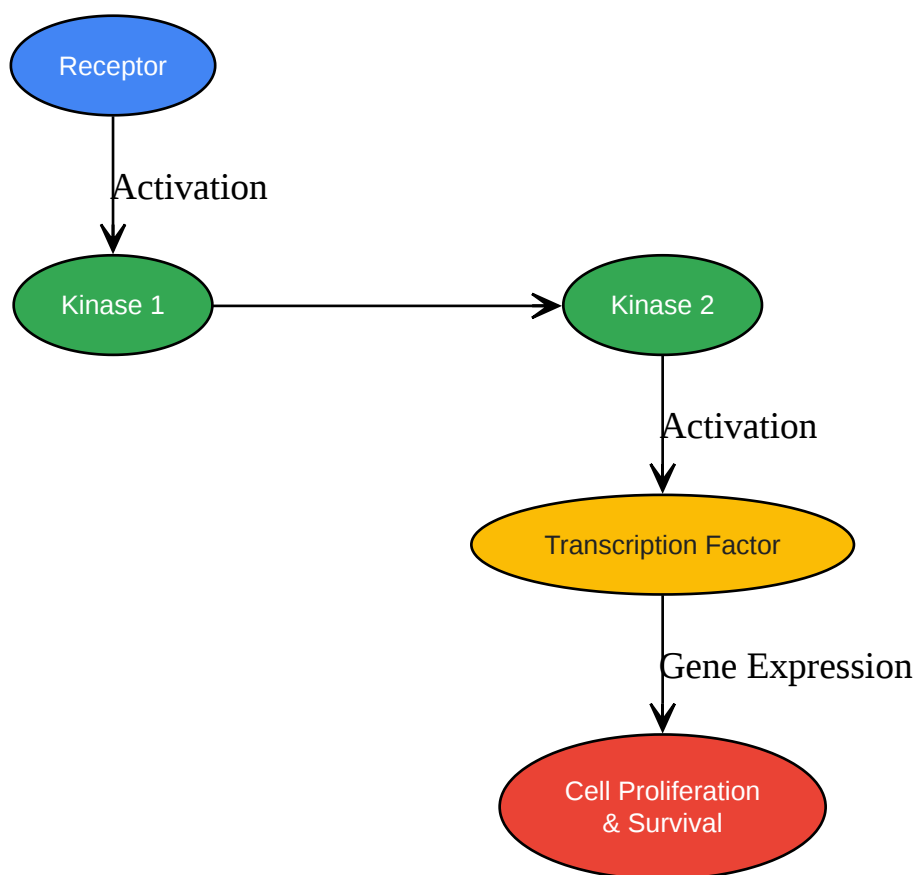 Receptor
Activation
Kinase 1
Kinase 2
Activation
Transcription Factor
Gene Expression
Cell Proliferation
& Survival